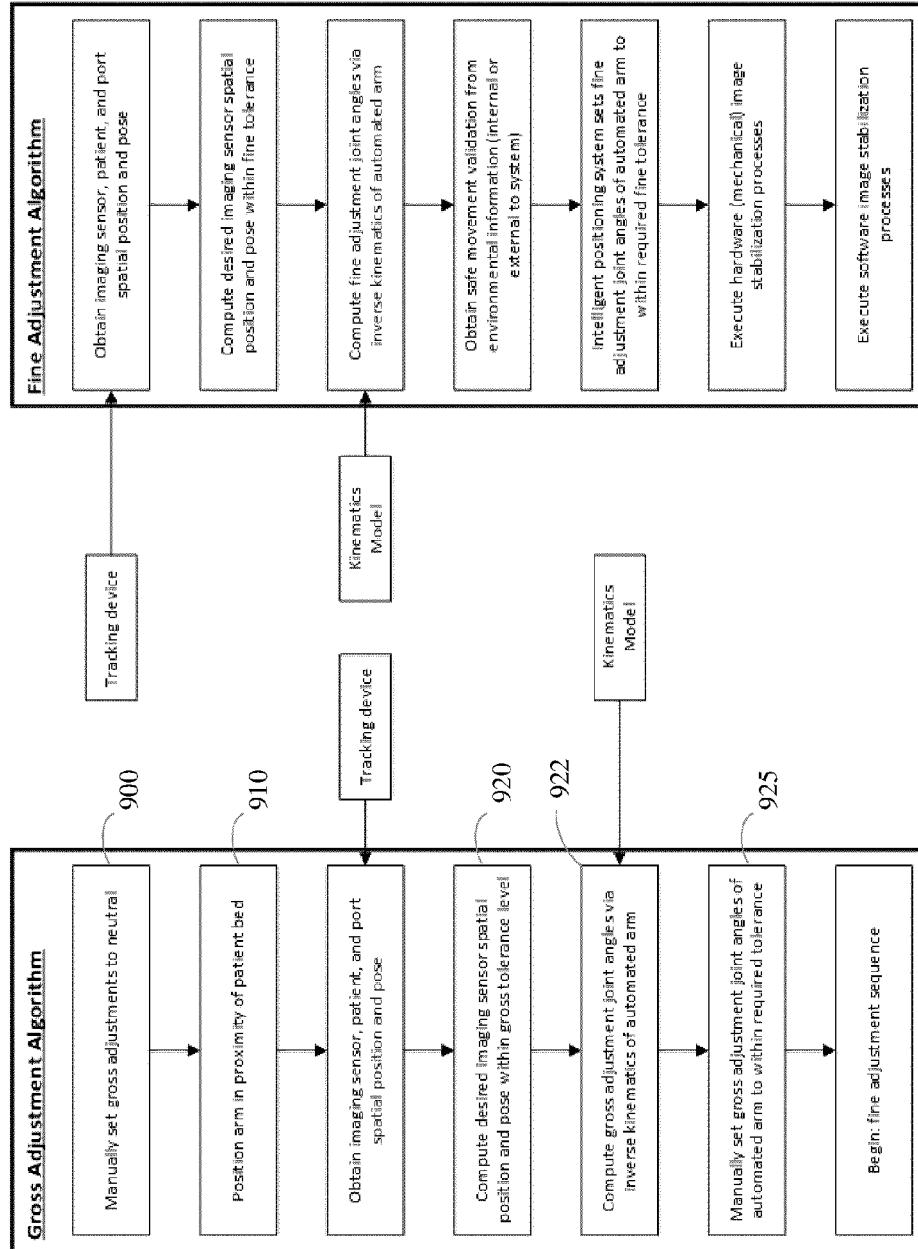 Gross Adjustment Algorithm
Manually set gross adjustments to neutral
900
Position arm in proximity of patient bed
910
Obtain imaging sensor, patient, and port
spatial position and pose
Tracking device
Compute desired imaging sensor spatial
position and pose within gross tolerance level
920
Compute gross adjustment joint angles via
inverse kinematics of automated arm
922
Kinematics
Model
Manually set gross adjustment joint angles of
automated arm to within required tolerance
925
Begin: fine adjustment sequence
Fine Adjustment Algorithm
Tracking device
Obtain imaging sensor, patient, and port
spatial position and pose
Compute desired imaging sensor spatial
position and pose within fine tolerance
Kinematics
Model
Compute fine adjustment joint angles via
inverse kinematics of automated arm
Obtain safe movement validation from
environmental information (internal or
external to system)
Intelligent positioning system sets fine
adjustment joint angles of automated arm to
within required fine tolerance
Execute hardware (mechanical) image
stabilization processes
Execute software image stabilization
processes